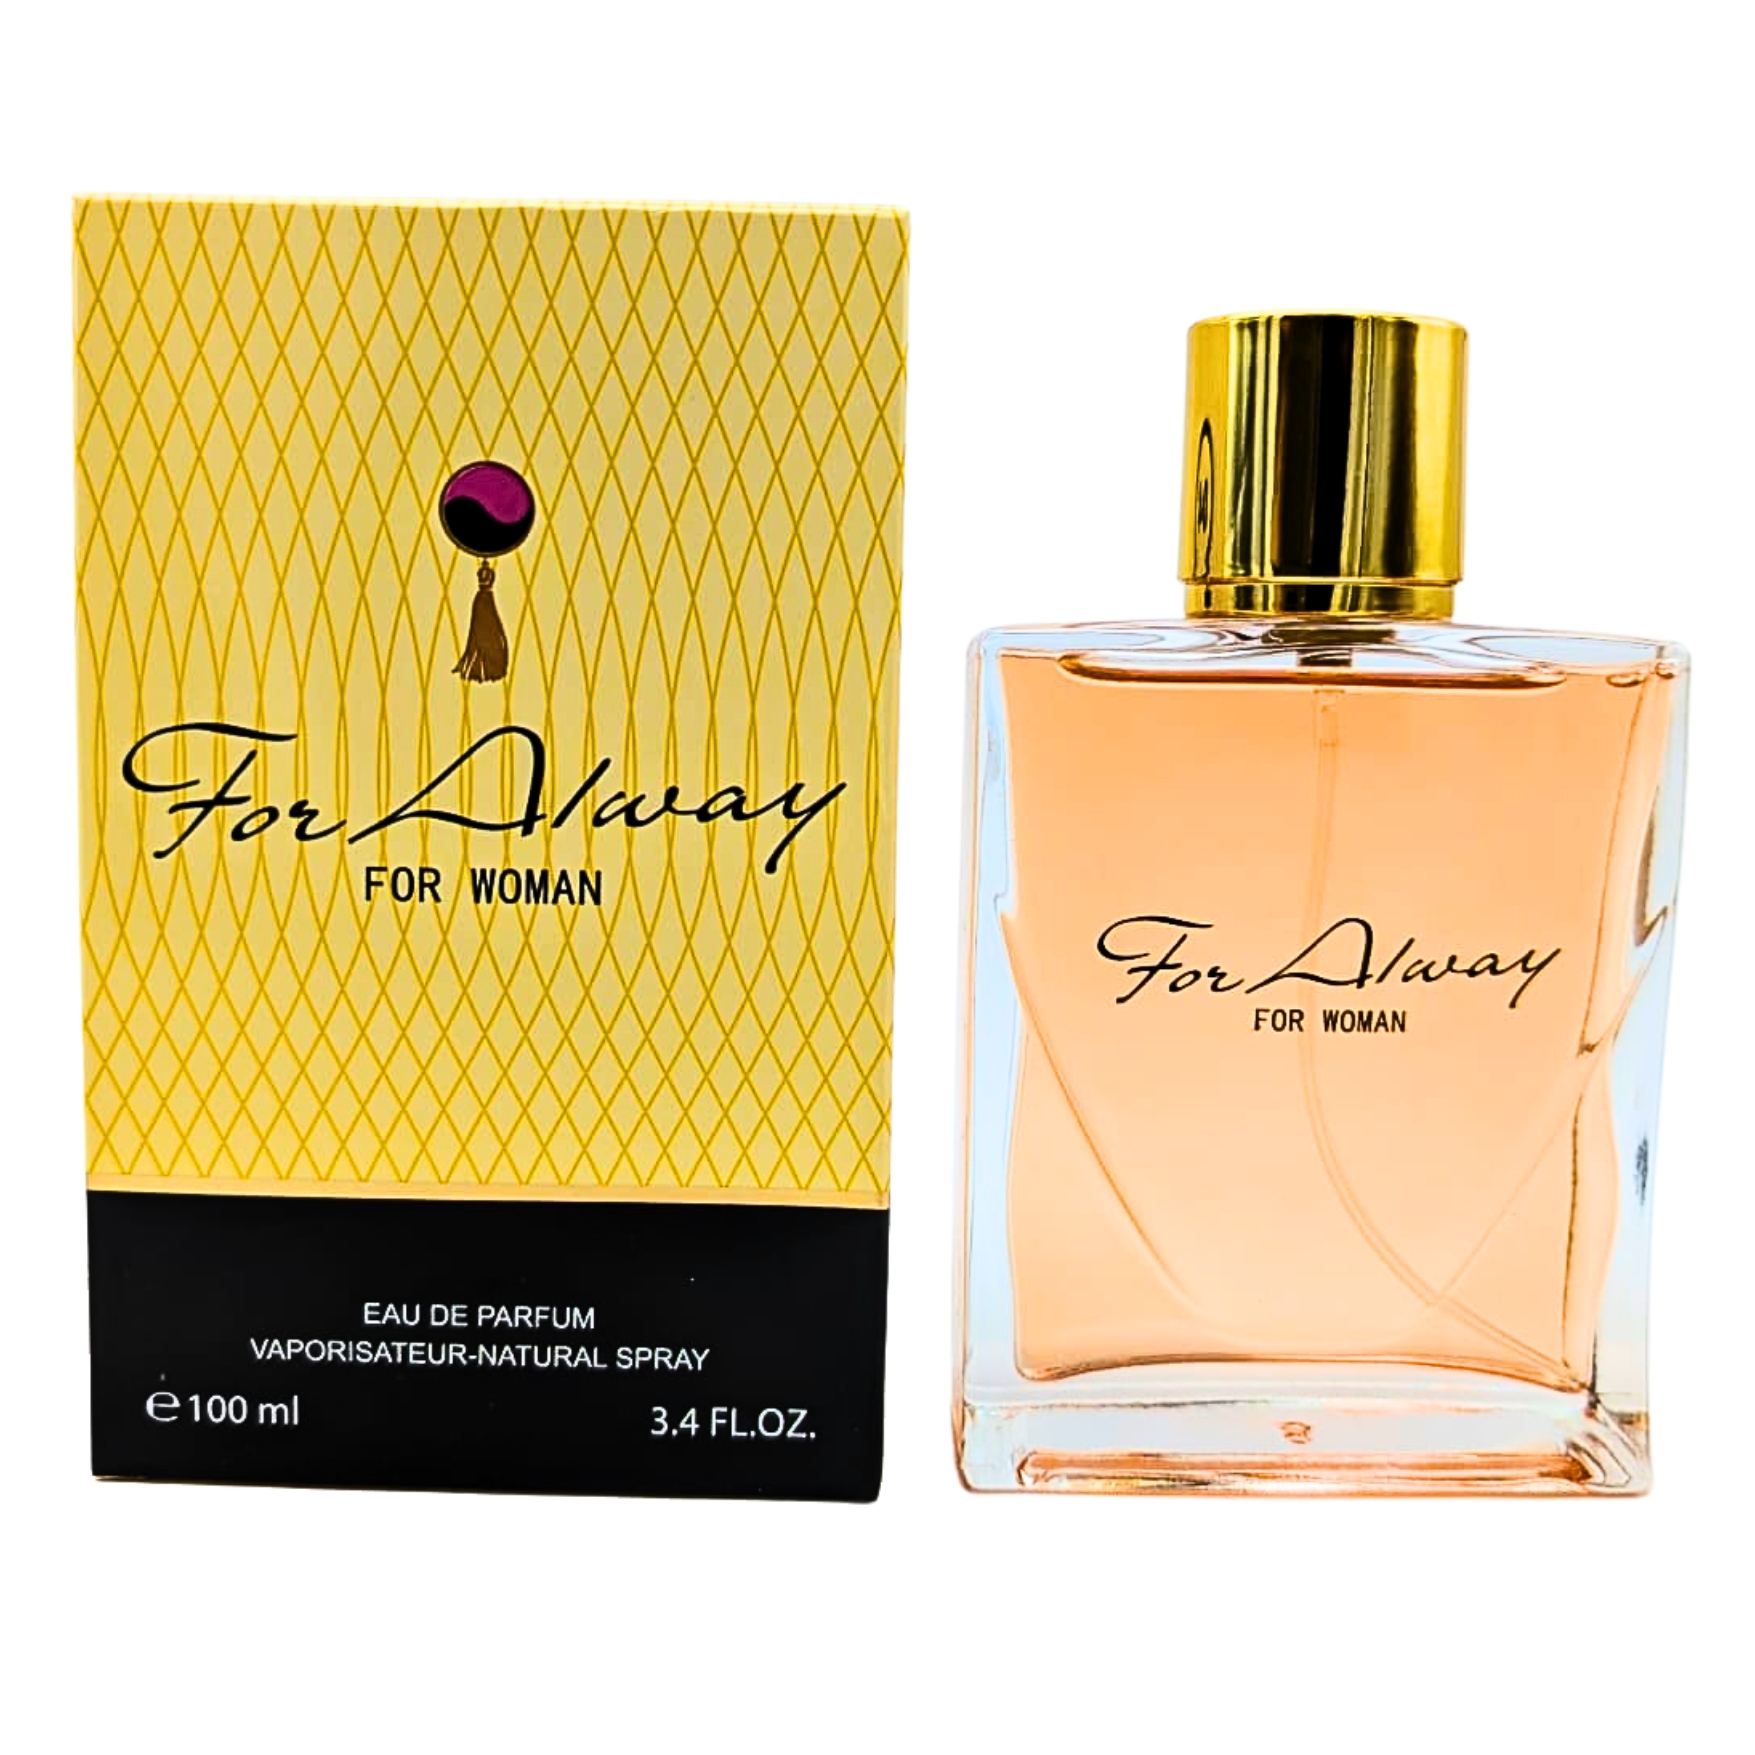 For Alway
FOR WOMAN
EAU DE PARFUM
VAPORISATEUR-NATURAL SPRAY
℮100 ml
3.4 FL.OZ.
For Alway
FOR WOMAN